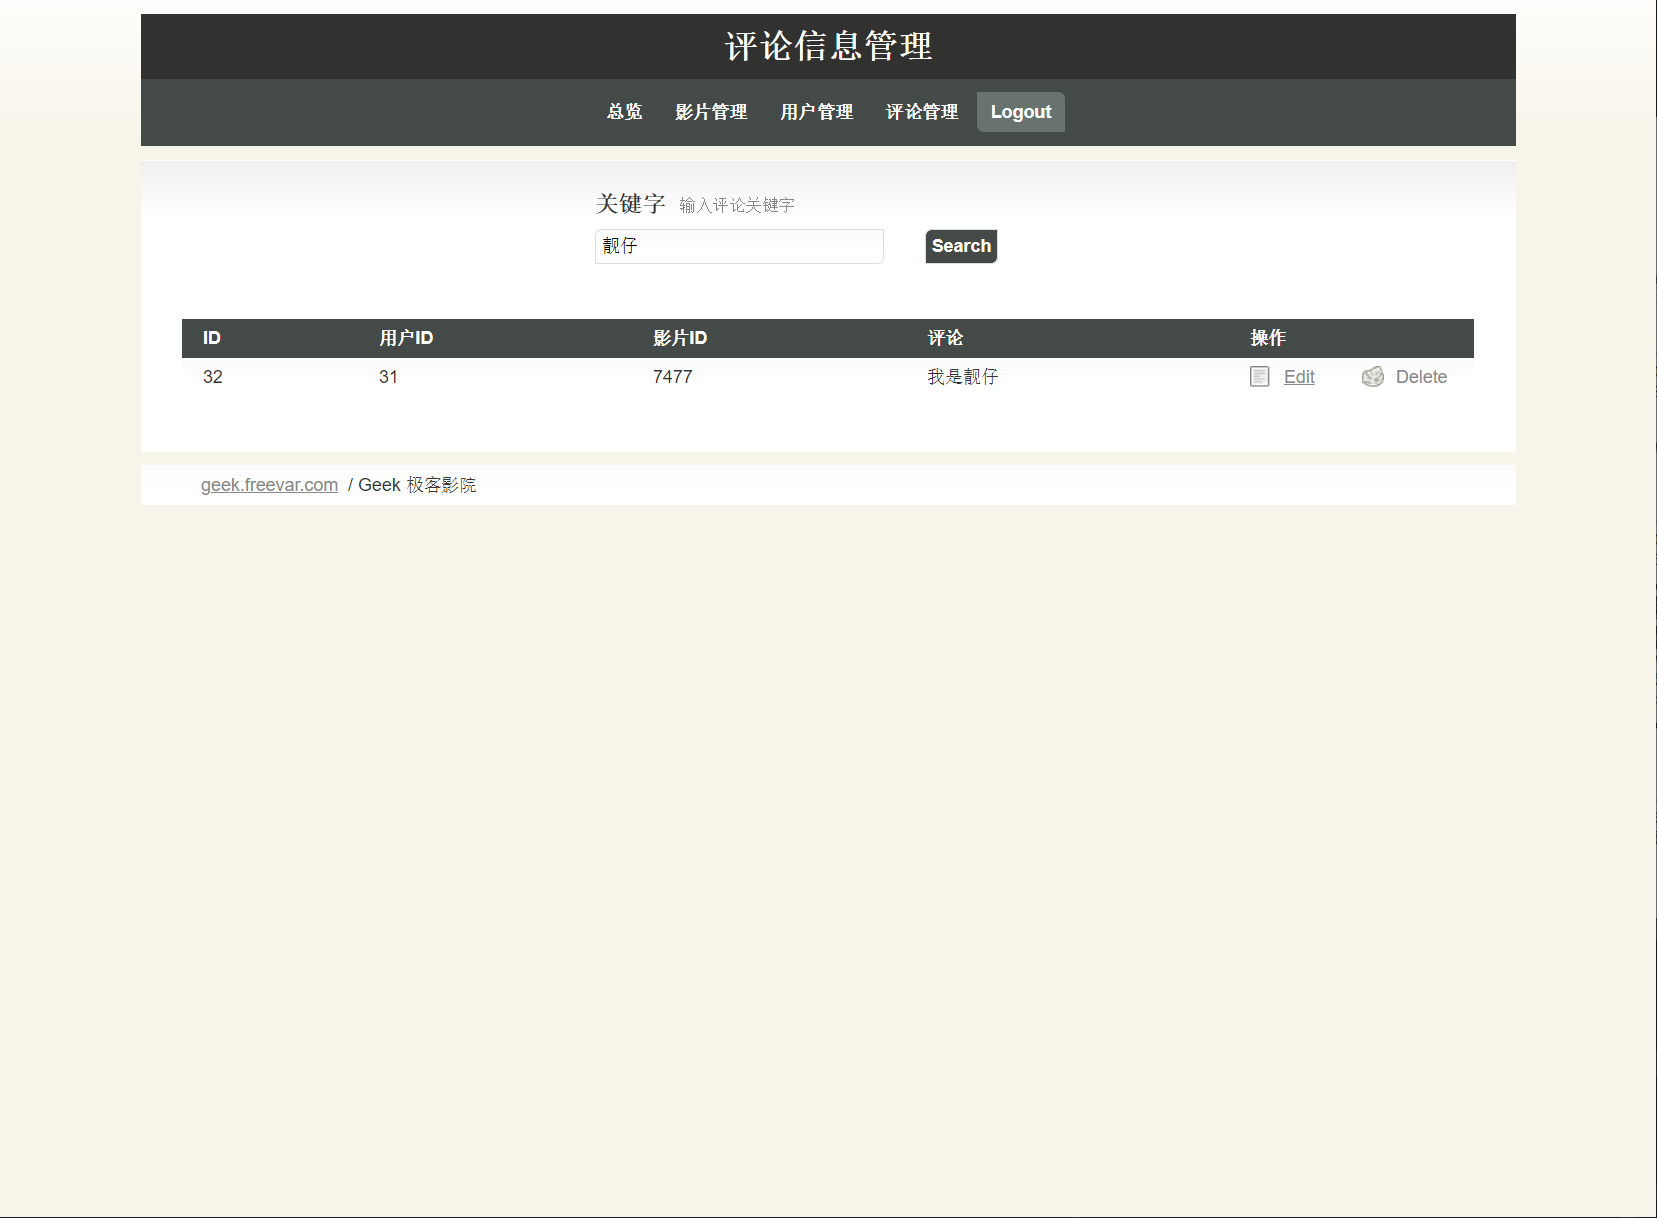 评论信息管理
总览 影片管理 用户管理 评论管理 Logout
关键字 输入评论关键字
靓仔 Search
ID 用户ID 影片ID 评论 操作
32 31 7477 我是靓仔 Edit Delete
geek.freevar.com / Geek 极客影院